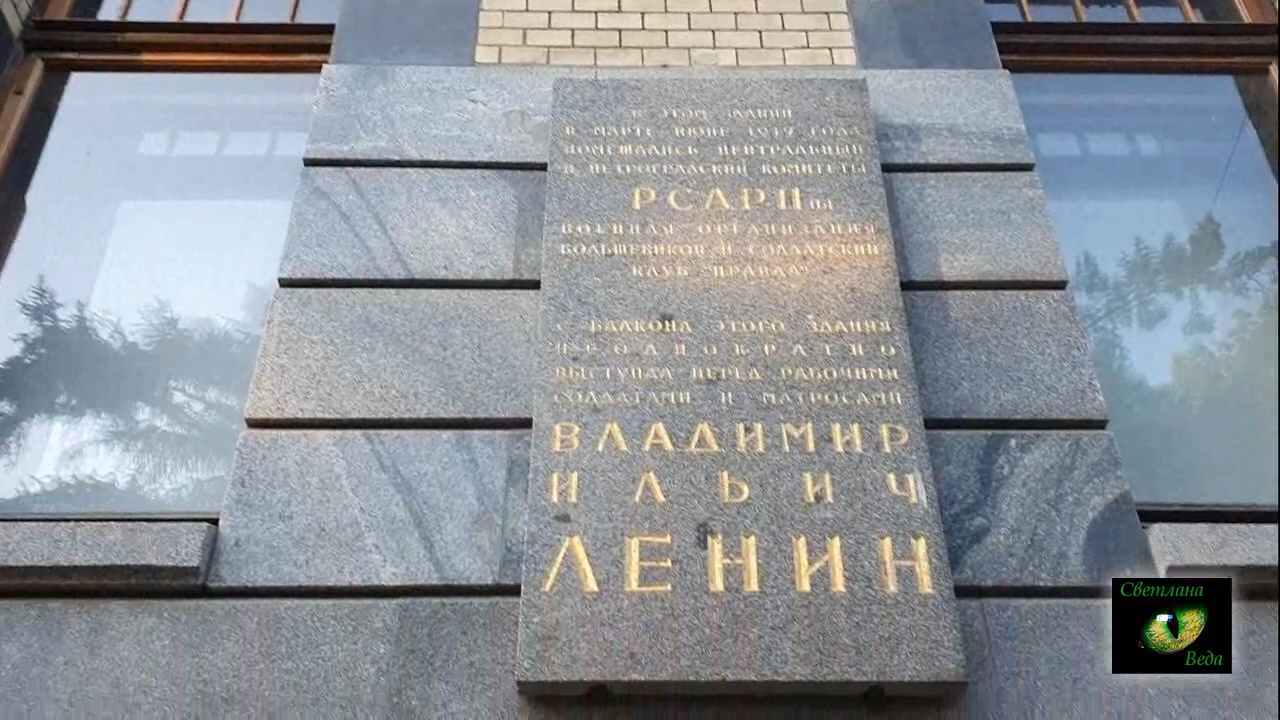 В ЭТОМ ЗДАНИИ
В МАРТЕ ИЮНЕ ГОДА
ПОМЕЩАЛИСЬ ЦЕНТРАЛЬНЫЙ
И ПЕТРОГРАДСКИЙ КОМИТЕТЫ
РСДРП
ВОЕННАЯ ОРГАНИЗАЦИЯ
БОЛЬШЕВИКОВ И СОЛДАТСКИЙ
КЛУБ "ПРАВДА"
С БАЛКОНА ЭТОГО ЗДАНИЯ
НЕОДНОКРАТНО
ВЫСТУПАЛ ПЕРЕД РАБОЧИМИ
СОЛДАТАМИ И МАТРОСАМИ
ВЛАДИМИР
ИЛЬИЧ
ЛЕНИН
Светлана
Веда